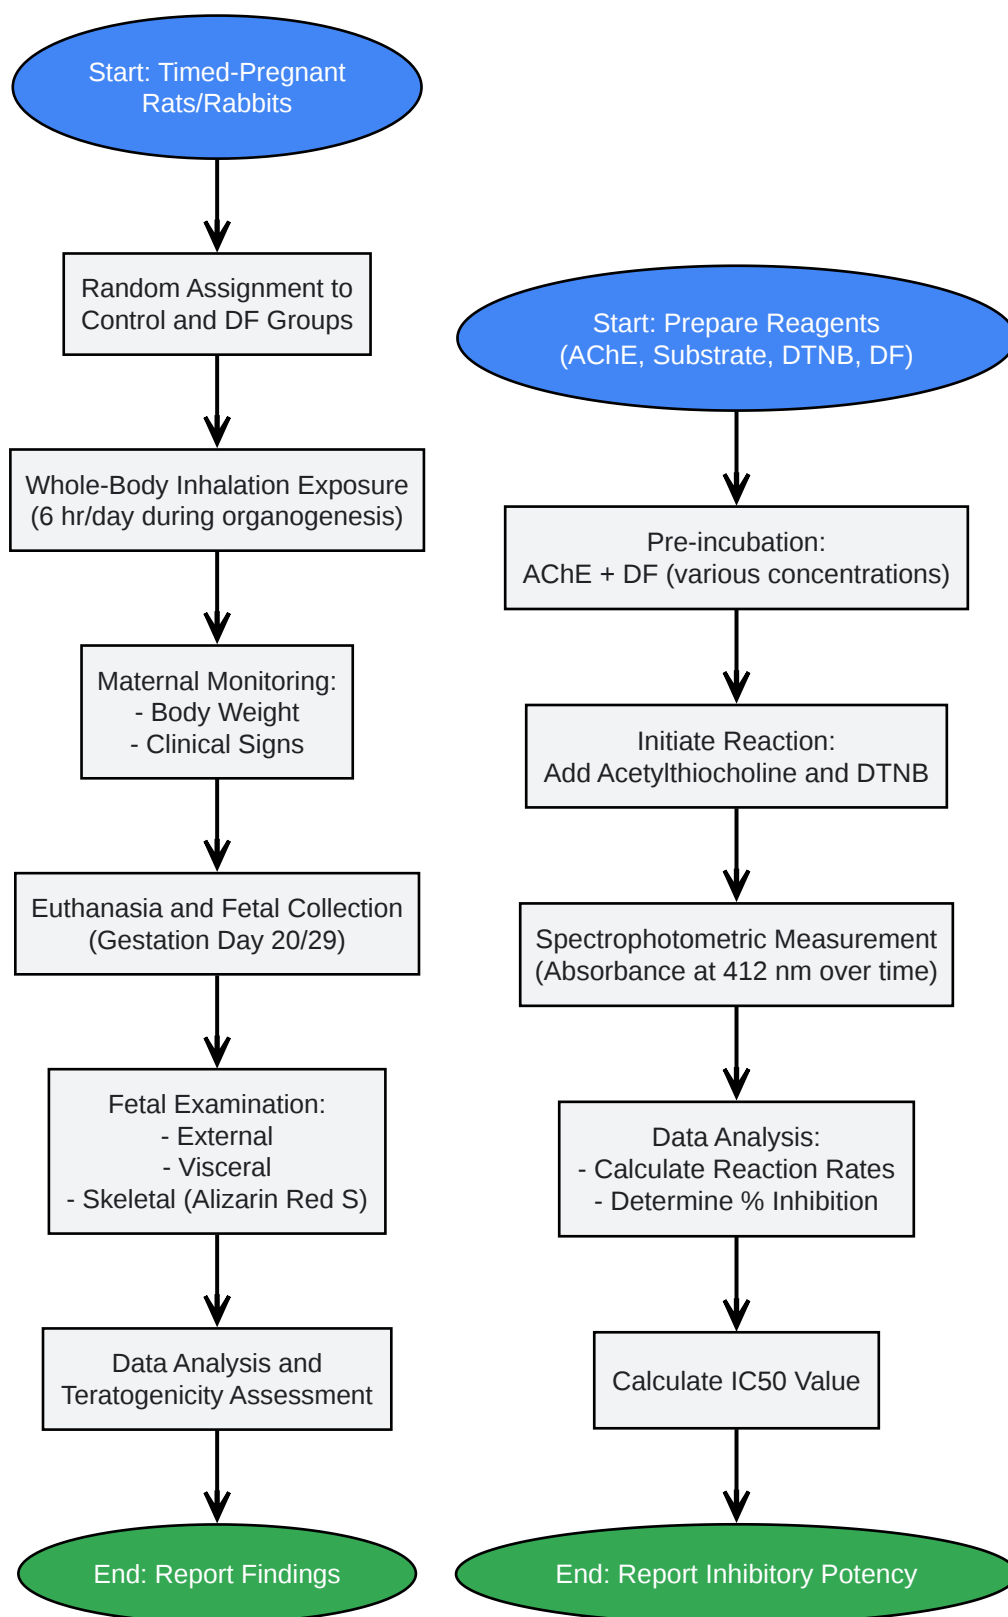 Start: Timed-Pregnant
Rats/Rabbits
Random Assignment to
Control and DF Groups
Whole-Body Inhalation Exposure
(6 hr/day during organogenesis)
Maternal Monitoring:
- Body Weight
- Clinical Signs
Euthanasia and Fetal Collection
(Gestation Day 20/29)
Fetal Examination:
- External
- Visceral
- Skeletal (Alizarin Red S)
Data Analysis and
Teratogenicity Assessment
End: Report Findings
Start: Prepare Reagents
(AChE, Substrate, DTNB, DF)
Pre-incubation:
AChE + DF (various concentrations)
Initiate Reaction:
Add Acetylthiocholine and DTNB
Spectrophotometric Measurement
(Absorbance at 412 nm over time)
Data Analysis:
- Calculate Reaction Rates
- Determine % Inhibition
Calculate IC50 Value
End: Report Inhibitory Potency